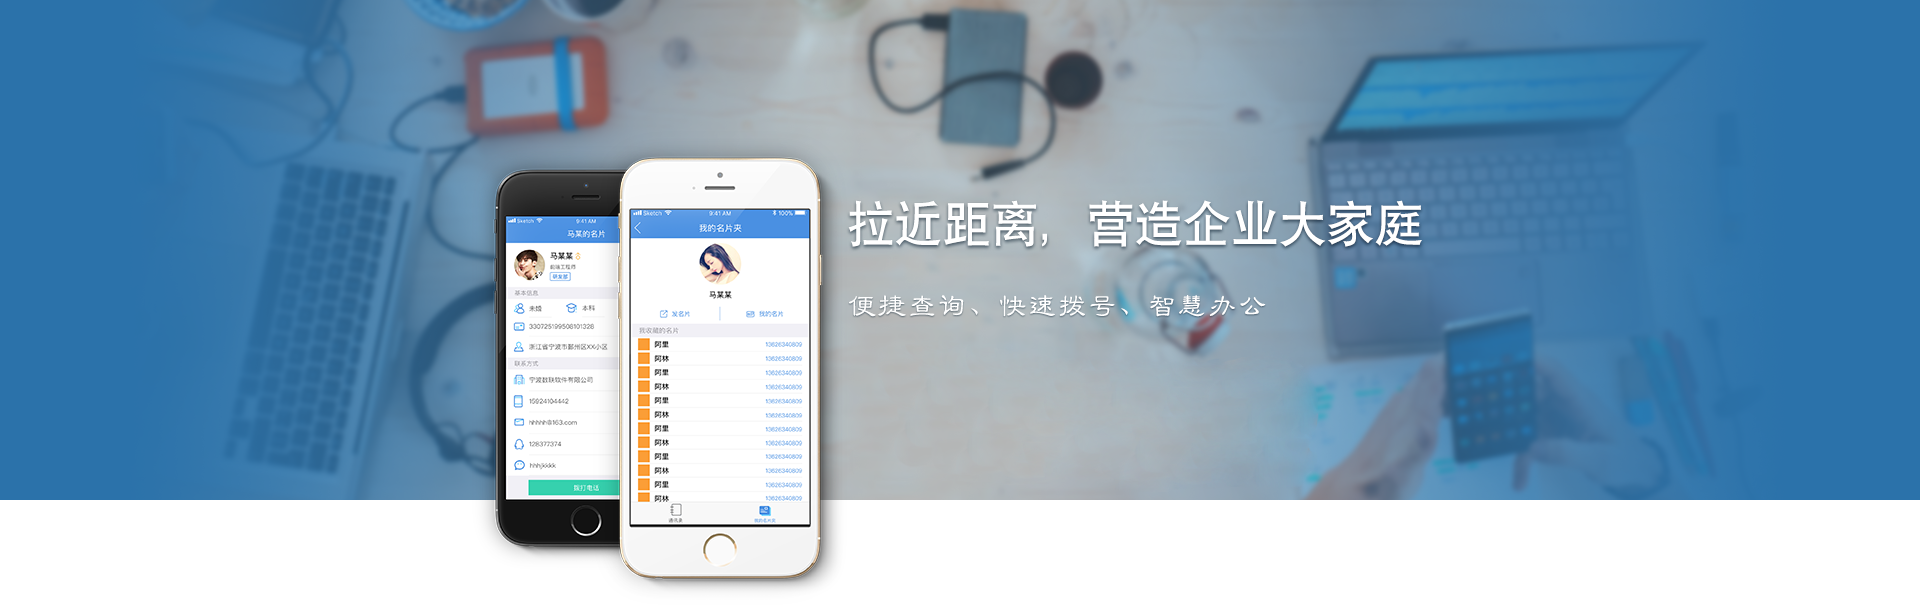 拉近距离，营造企业大家庭
便捷查询、快速拨号、智慧办公
Sketch 9:41 AM
马某某的名片
马某某
前端工程师
研发部
基本信息
未婚 本科
330725199508101328
浙江省宁波市鄞州区XX小区
联系方式
宁波数联软件有限公司
15924104442
hhhhh@163.com
128377374
hhhjkkkk
拨打电话
Sketch 9:41 AM 100%
我的名片夹
马某某
发名片 我的名片
我收藏的名片
阿里 13626340809
阿林 13626340809
阿里 13626340809
阿林 13626340809
阿里 13626340809
阿林 13626340809
阿里 13626340809
阿林 13626340809
阿里 13626340809
阿林 13626340809
阿里 13626340809
阿林 13626340809
通讯录 我的名片夹